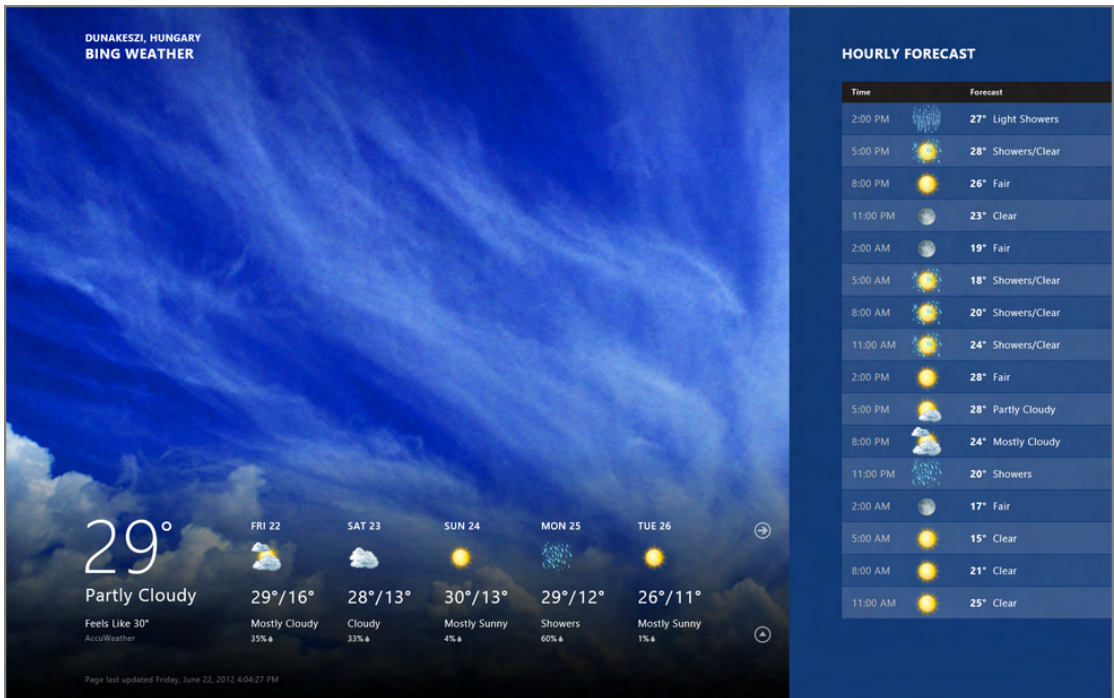 DUNAKESZI, HUNGARY
BING WEATHER
29°
Partly Cloudy
Feels Like 30°
AccuWeather
FRI 22
29°/16°
Mostly Cloudy
35%
SAT 23
28°/13°
Cloudy
33%
SUN 24
30°/13°
Mostly Sunny
4%
MON 25
29°/12°
Showers
60%
TUE 26
26°/11°
Mostly Sunny
1%
Page last updated Friday, June 22, 2012 4:04:27 PM
HOURLY FORECAST
Time Forecast
2:00 PM 27° Light Showers
5:00 PM 28° Showers/Clear
8:00 PM 26° Fair
11:00 PM 23° Clear
2:00 AM 19° Fair
5:00 AM 18° Showers/Clear
8:00 AM 20° Showers/Clear
11:00 AM 24° Showers/Clear
2:00 PM 28° Fair
5:00 PM 28° Partly Cloudy
8:00 PM 24° Mostly Cloudy
11:00 PM 20° Showers
2:00 AM 17° Fair
5:00 AM 15° Clear
8:00 AM 21° Clear
11:00 AM 25° Clear